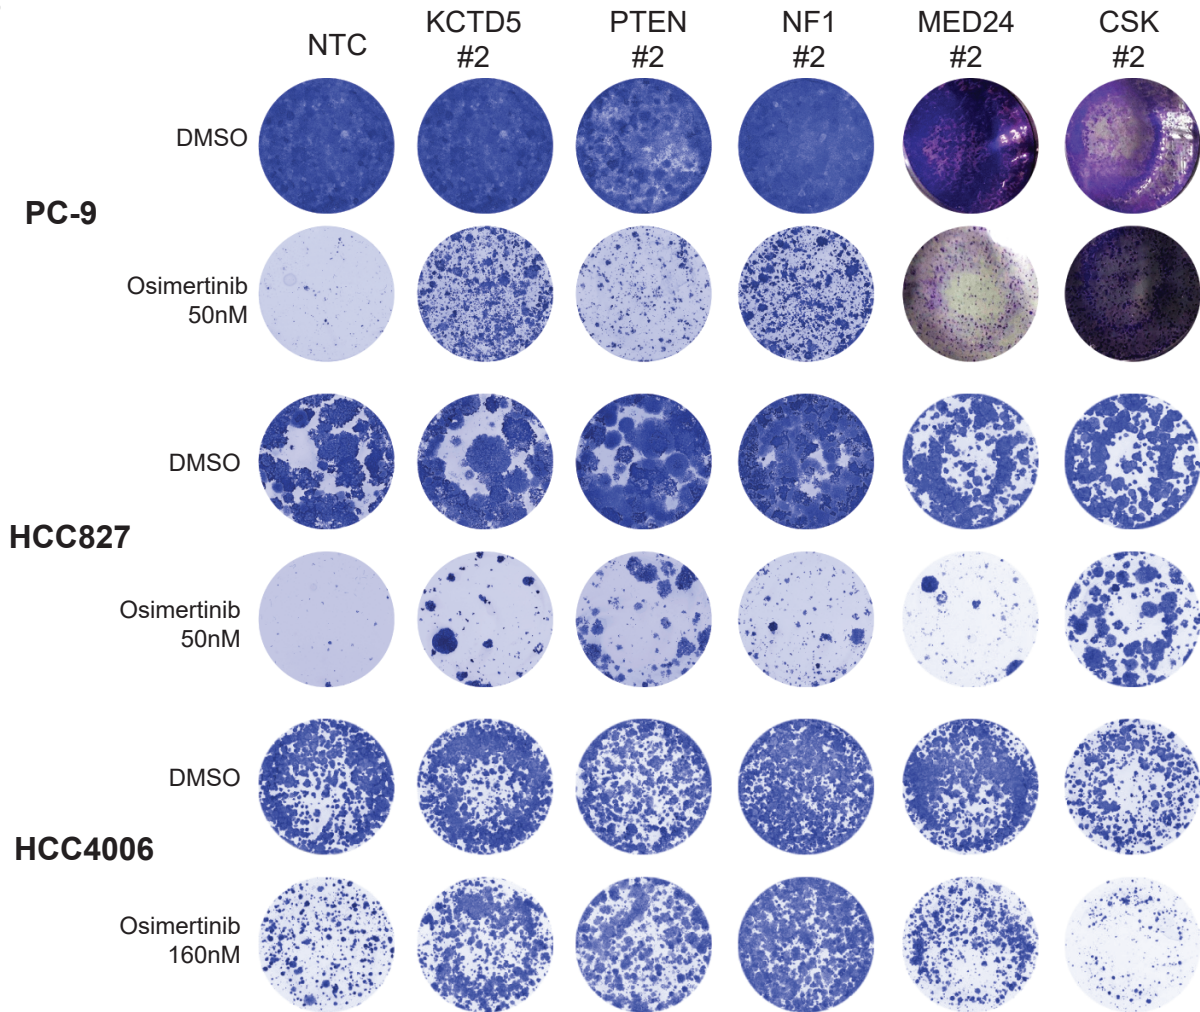 NTC
KCTD5
#2
PTEN
#2
NF1
#2
MED24
#2
CSK
#2
DMSO
PC-9
Osimertinib
50nM
DMSO
HCC827
Osimertinib
50nM
DMSO
HCC4006
Osimertinib
160nM